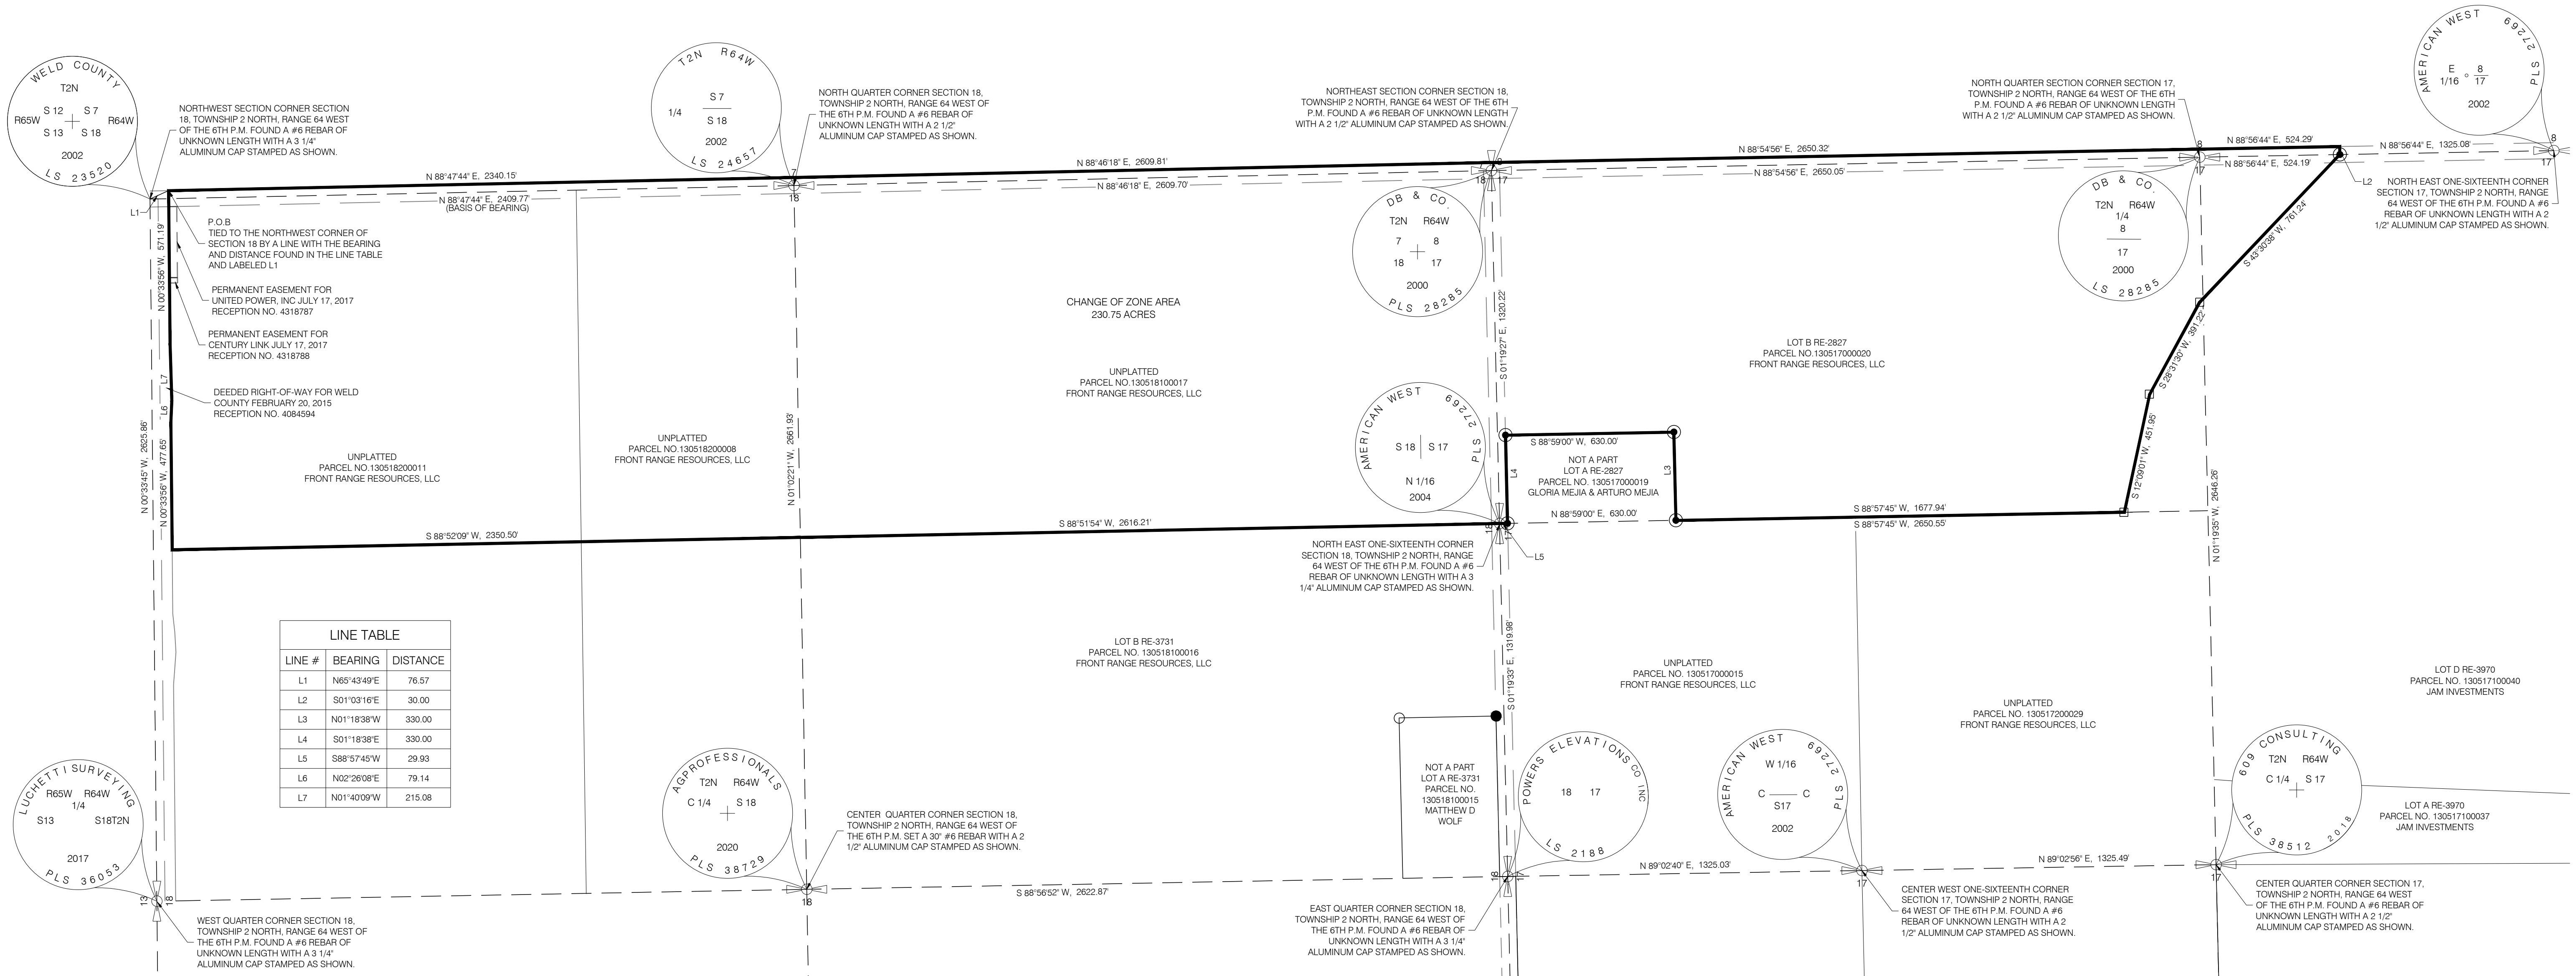 WELD COUNTY
T2N
S 12 S 7
R65W R64W
S 13 S 18
2002
LS 23520
NORTHWEST SECTION CORNER SECTION
18, TOWNSHIP 2 NORTH, RANGE 64 WEST
OF THE 6TH P.M. FOUND A #6 REBAR OF
UNKNOWN LENGTH WITH A 3 1/4"
ALUMINUM CAP STAMPED AS SHOWN.
T2N R64W
S 7
1/4
S 18
2002
LS 24657
NORTH QUARTER CORNER SECTION 18,
TOWNSHIP 2 NORTH, RANGE 64 WEST OF
THE 6TH P.M. FOUND A #6 REBAR OF
UNKNOWN LENGTH WITH A 2 1/2"
ALUMINUM CAP STAMPED AS SHOWN.
NORTHEAST SECTION CORNER SECTION 18,
TOWNSHIP 2 NORTH, RANGE 64 WEST OF THE 6TH
P.M. FOUND A #6 REBAR OF UNKNOWN LENGTH
WITH A 2 1/2" ALUMINUM CAP STAMPED AS SHOWN.
NORTH QUARTER SECTION CORNER SECTION 17,
TOWNSHIP 2 NORTH, RANGE 64 WEST OF THE 6TH
P.M. FOUND A #6 REBAR OF UNKNOWN LENGTH
WITH A 2 1/2" ALUMINUM CAP STAMPED AS SHOWN.
AMERICAN WEST
E 8
1/16 17
2002
PLS 27269
L1
N 88°47'44" E, 2340.15'
N 88°47'44" E, 2409.77'
(BASIS OF BEARING)
7
18
N 88°46'18" E, 2609.81'
N 88°46'18" E, 2609.70'
7 8
18 17
N 88°54'56" E, 2650.32'
N 88°54'56" E, 2650.05'
8
17
N 88°56'44" E, 524.29'
N 88°56'44" E, 524.19'
N 88°56'44" E, 1325.08'
8
17
L2
NORTH EAST ONE-SIXTEENTH CORNER
SECTION 17, TOWNSHIP 2 NORTH, RANGE
64 WEST OF THE 6TH P.M. FOUND A #6
REBAR OF UNKNOWN LENGTH WITH A 2
1/2" ALUMINUM CAP STAMPED AS SHOWN.
P.O.B
TIED TO THE NORTHWEST CORNER OF
SECTION 18 BY A LINE WITH THE BEARING
AND DISTANCE FOUND IN THE LINE TABLE
AND LABELED L1
PERMANENT EASEMENT FOR
UNITED POWER, INC JULY 17, 2017
RECEPTION NO. 4318787
PERMANENT EASEMENT FOR
CENTURY LINK JULY 17, 2017
RECEPTION NO. 4318788
DEEDED RIGHT-OF-WAY FOR WELD
COUNTY FEBRUARY 20, 2015
RECEPTION NO. 4084594
N 00°33'56" W, 571.19'
L7
L6
N 00°33'45" W, 2625.86'
N 00°33'56" W, 477.65'
CHANGE OF ZONE AREA
230.75 ACRES
UNPLATTED
PARCEL NO.130518100017
FRONT RANGE RESOURCES, LLC
UNPLATTED
PARCEL NO.130518200011
FRONT RANGE RESOURCES, LLC
UNPLATTED
PARCEL NO.130518200008
FRONT RANGE RESOURCES, LLC
N 01°02'21" W, 2661.93'
DB & CO.
T2N R64W
7 8
18 17
2000
PLS 28285
S 01°19'27" E, 1320.22'
DB & CO.
T2N R64W
1/4
8
17
2000
LS 28285
LOT B RE-2827
PARCEL NO.130517000020
FRONT RANGE RESOURCES, LLC
S 43°30'38" W, 761.24'
S 28°31'30" W, 391.22'
S 12°09'01" W, 451.95'
AMERICAN WEST
S 18 S 17
N 1/16
2004
PLS 27269
S 88°59'00" W, 630.00'
L4
NOT A PART
LOT A RE-2827
PARCEL NO. 130517000019
GLORIA MEJIA & ARTURO MEJIA
L3
N 88°59'00" E, 630.00'
S 88°57'45" W, 1677.94'
S 88°57'45" W, 2650.55'
N 01°19'35" W, 2646.26'
S 88°52'09" W, 2350.50'
S 88°51'54" W, 2616.21'
18
17
L5
NORTH EAST ONE-SIXTEENTH CORNER
SECTION 18, TOWNSHIP 2 NORTH, RANGE
64 WEST OF THE 6TH P.M. FOUND A #6
REBAR OF UNKNOWN LENGTH WITH A 3
1/4" ALUMINUM CAP STAMPED AS SHOWN.
LINE TABLE
LINE # BEARING DISTANCE
L1 N65°43'49"E 76.57
L2 S01°03'16"E 30.00
L3 N01°18'38"W 330.00
L4 S01°18'38"E 330.00
L5 S88°57'45"W 29.93
L6 N02°26'08"E 79.14
L7 N01°40'09"W 215.08
LOT B RE-3731
PARCEL NO. 130518100016
FRONT RANGE RESOURCES, LLC
S 01°19'33" E, 1319.98'
UNPLATTED
PARCEL NO. 130517000015
FRONT RANGE RESOURCES, LLC
UNPLATTED
PARCEL NO. 130517200029
FRONT RANGE RESOURCES, LLC
LOT D RE-3970
PARCEL NO. 130517100040
JAM INVESTMENTS
LUCHETTI SURVEYING
R65W R64W
1/4
S13 S18T2N
2017
PLS 36053
13
18
WEST QUARTER CORNER SECTION 18,
TOWNSHIP 2 NORTH, RANGE 64 WEST OF
THE 6TH P.M. FOUND A #6 REBAR OF
UNKNOWN LENGTH WITH A 3 1/4"
ALUMINUM CAP STAMPED AS SHOWN.
AGPROFESSIONALS
T2N R64W
C 1/4 S 18
2020
PLS 38729
18
CENTER QUARTER CORNER SECTION 18,
TOWNSHIP 2 NORTH, RANGE 64 WEST OF
THE 6TH P.M. SET A 30" #6 REBAR WITH A 2
1/2" ALUMINUM CAP STAMPED AS SHOWN.
S 88°56'52" W, 2622.87'
NOT A PART
LOT A RE-3731
PARCEL NO.
130518100015
MATTHEW D
WOLF
POWERS ELEVATIONS CO INC
18 17
LS 2188
18
17
EAST QUARTER CORNER SECTION 18,
TOWNSHIP 2 NORTH, RANGE 64 WEST OF
THE 6TH P.M. FOUND A #6 REBAR OF
UNKNOWN LENGTH WITH A 3 1/4"
ALUMINUM CAP STAMPED AS SHOWN.
N 89°02'40" E, 1325.03'
AMERICAN WEST
W 1/16
C C
S17
2002
PLS 27269
17
CENTER WEST ONE-SIXTEENTH CORNER
SECTION 17, TOWNSHIP 2 NORTH, RANGE
64 WEST OF THE 6TH P.M. FOUND A #6
REBAR OF UNKNOWN LENGTH WITH A 2
1/2" ALUMINUM CAP STAMPED AS SHOWN.
N 89°02'56" E, 1325.49'
609 CONSULTING
T2N R64W
C 1/4 S 17
PLS 38512 2018
17
CENTER QUARTER CORNER SECTION 17,
TOWNSHIP 2 NORTH, RANGE 64 WEST
OF THE 6TH P.M. FOUND A #6 REBAR OF
UNKNOWN LENGTH WITH A 2 1/2"
ALUMINUM CAP STAMPED AS SHOWN.
LOT A RE-3970
PARCEL NO. 130517100037
JAM INVESTMENTS